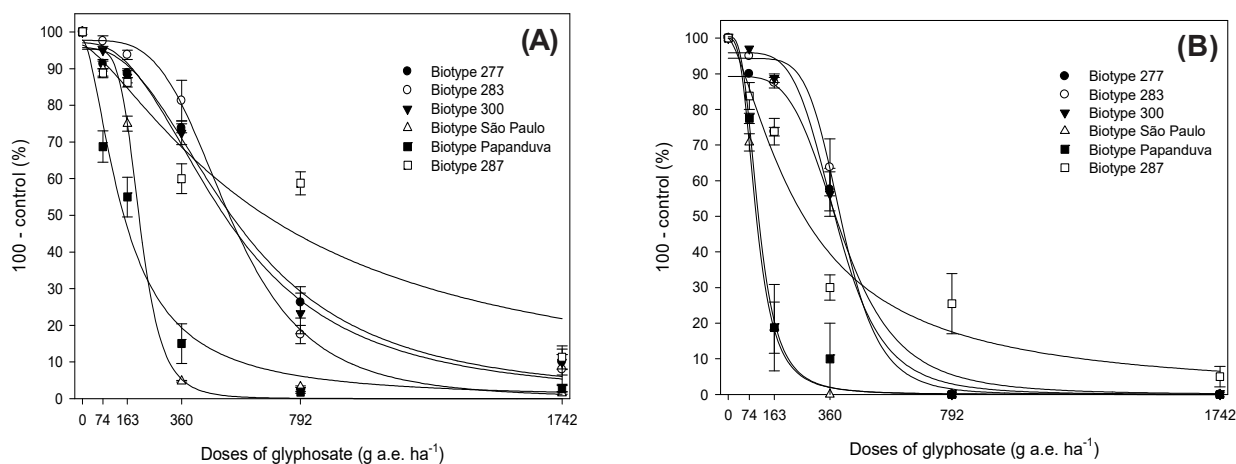 (A)
100
90
80
70
60
50
40
30
20
10
0
100 - control (%)
Biotype 277
Biotype 283
Biotype 300
Biotype São Paulo
Biotype Papanduva
Biotype 287
0 74 163 360 792 1742
Doses of glyphosate (g a.e. ha⁻¹)
(B)
100
90
80
70
60
50
40
30
20
10
0
100 - control (%)
Biotype 277
Biotype 283
Biotype 300
Biotype São Paulo
Biotype Papanduva
Biotype 287
0 74 163 360 792 1742
Doses of glyphosate (g a.e. ha⁻¹)